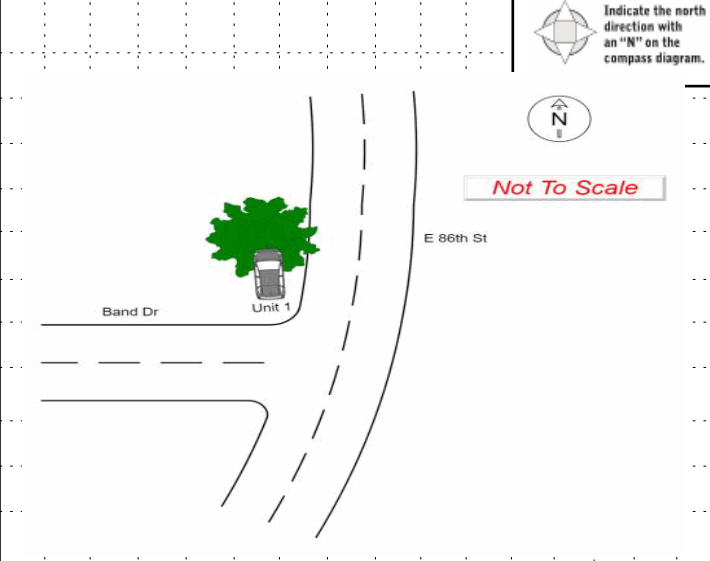 Indicate the north
direction with
an “N” on the
compass diagram.
N
Not To Scale
E 86th St
Unit 1
Band Dr